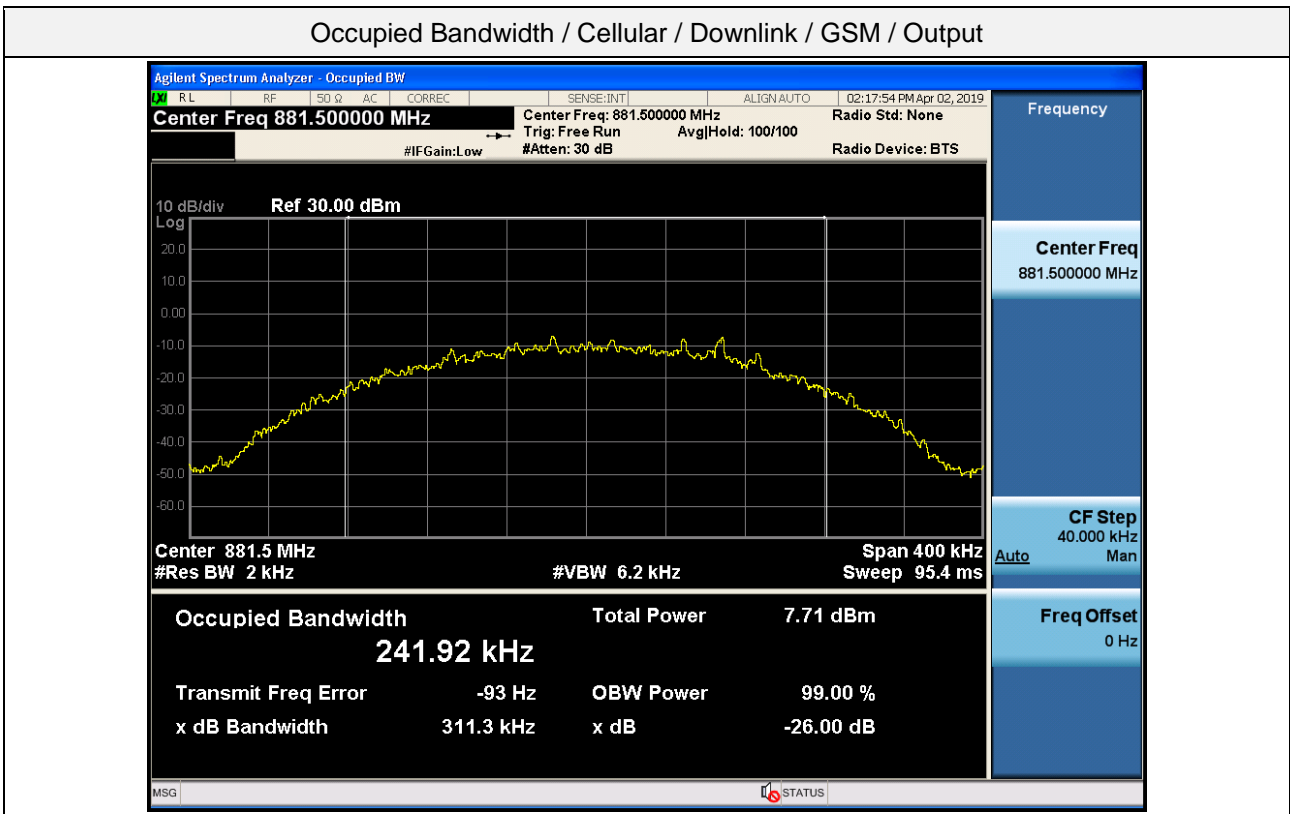 Occupied Bandwidth / Cellular / Downlink / GSM / Output
Agilent Spectrum Analyzer - Occupied BW
LXI RL RF 50 Ω AC CORREC SENSE:INT ALIGN AUTO 02:17:54 PM Apr 02, 2019
Center Freq 881.500000 MHz
Center Freq: 881.500000 MHz Radio Std: None
Trig: Free Run Avg|Hold: 100/100
#IFGain:Low #Atten: 30 dB Radio Device: BTS
10 dB/div Ref 30.00 dBm
Log
20.0
10.0
0.00
-10.0
-20.0
-30.0
-40.0
-50.0
-60.0
Center 881.5 MHz Span 400 kHz
#Res BW 2 kHz #VBW 6.2 kHz Sweep 95.4 ms
Occupied Bandwidth Total Power 7.71 dBm
241.92 kHz
Transmit Freq Error -93 Hz OBW Power 99.00 %
x dB Bandwidth 311.3 kHz x dB -26.00 dB
MSG STATUS
Frequency
Center Freq
881.500000 MHz
CF Step
40.000 kHz
Auto Man
Freq Offset
0 Hz